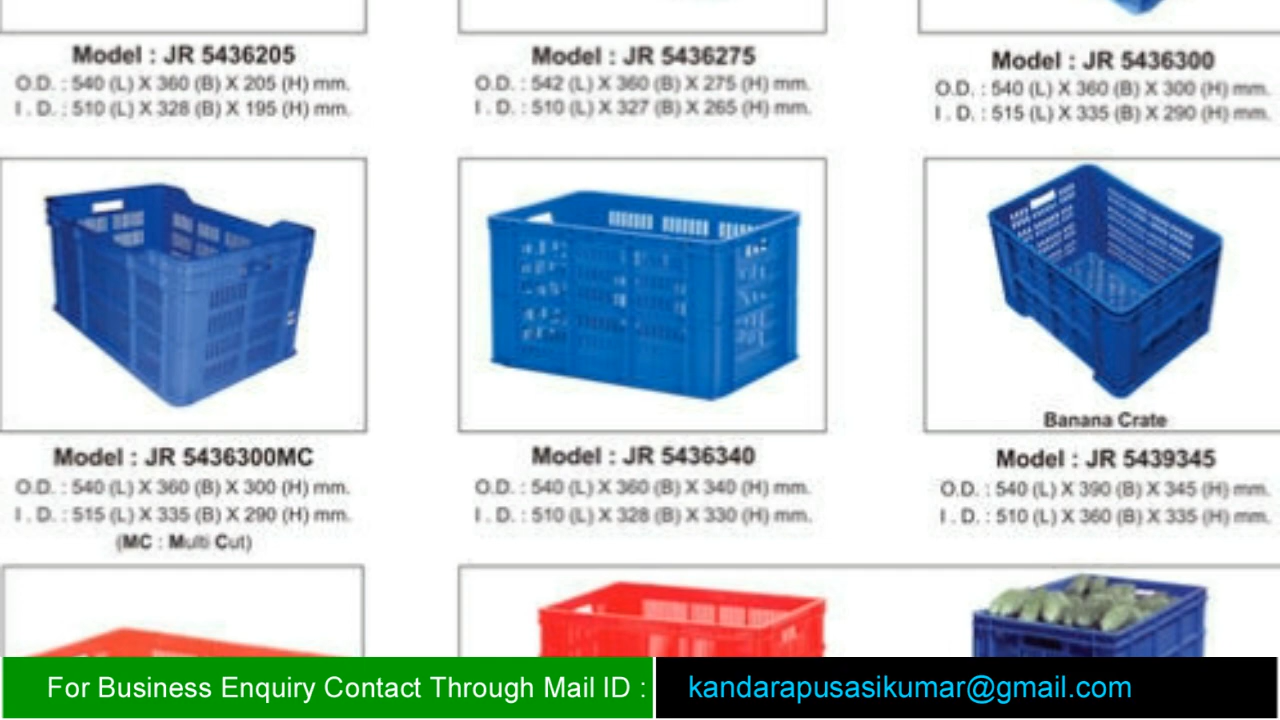 Model : JR 5436205
O.D. : 540 (L) X 360 (B) X 205 (H) mm.
I . D. : 510 (L) X 328 (B) X 195 (H) mm.
Model : JR 5436275
O.D. : 542 (L) X 360 (B) X 275 (H) mm.
I . D. : 510 (L) X 327 (B) X 265 (H) mm.
Model : JR 5436300
O.D. : 540 (L) X 360 (B) X 300 (H) mm.
I . D. : 515 (L) X 335 (B) X 290 (H) mm.
Model : JR 5436300MC
O.D. : 540 (L) X 360 (B) X 300 (H) mm.
I . D. : 515 (L) X 335 (B) X 290 (H) mm.
(MC : Multi Cut)
Model : JR 5436340
O.D. : 540 (L) X 360 (B) X 340 (H) mm.
I . D. : 510 (L) X 328 (B) X 330 (H) mm.
Banana Crate
Model : JR 5439345
O.D. : 540 (L) X 390 (B) X 345 (H) mm.
I . D. : 510 (L) X 360 (B) X 335 (H) mm.
For Business Enquiry Contact Through Mail ID : kandarapusasikumar@gmail.com